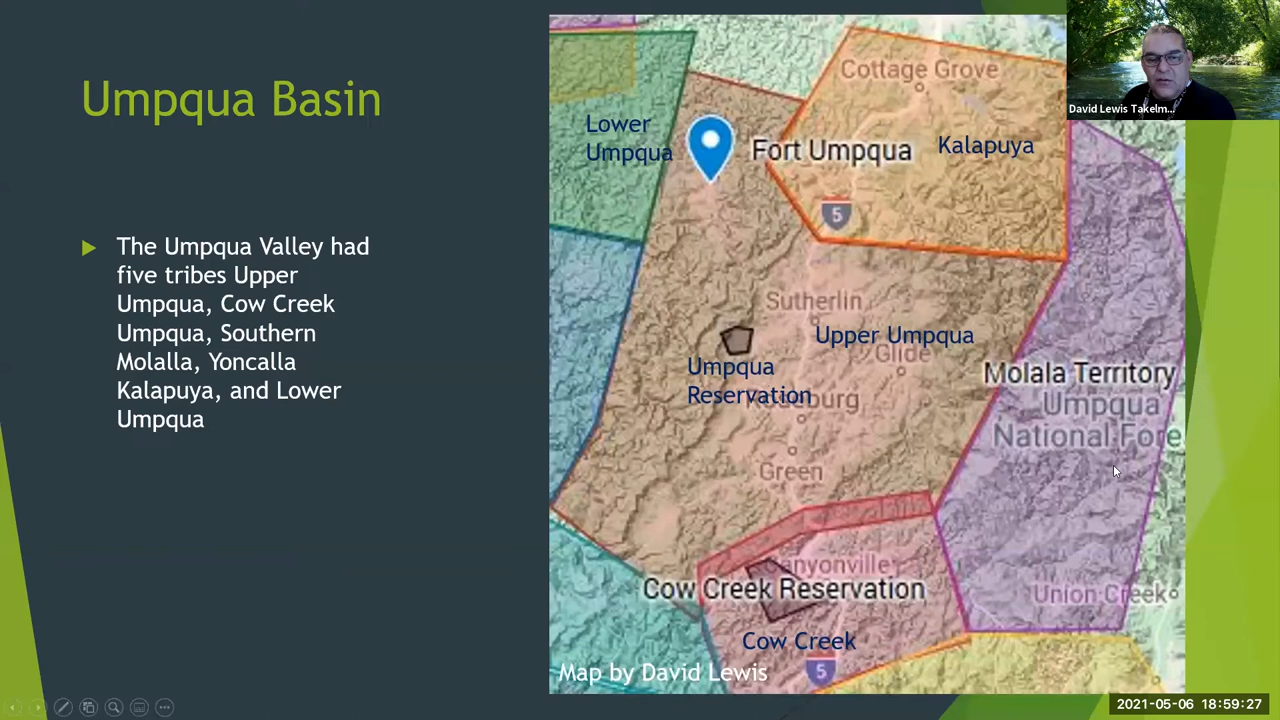 Umpqua Basin
The Umpqua Valley had
five tribes Upper
Umpqua, Cow Creek
Umpqua, Southern
Molalla, Yoncalla
Kalapuya, and Lower
Umpqua
Cottage Grove
Lower
Umpqua
Fort Umpqua
Kalapuya
5
Sutherlin
Upper Umpqua
Glide
Umpqua
Reservation
Molala Territory
Umpqua
National Fore
Green
Cow Creek Reservation
Union Creek
Cow Creek
5
Map by David Lewis
David Lewis Takelm...
2021-05-06 18:59:27